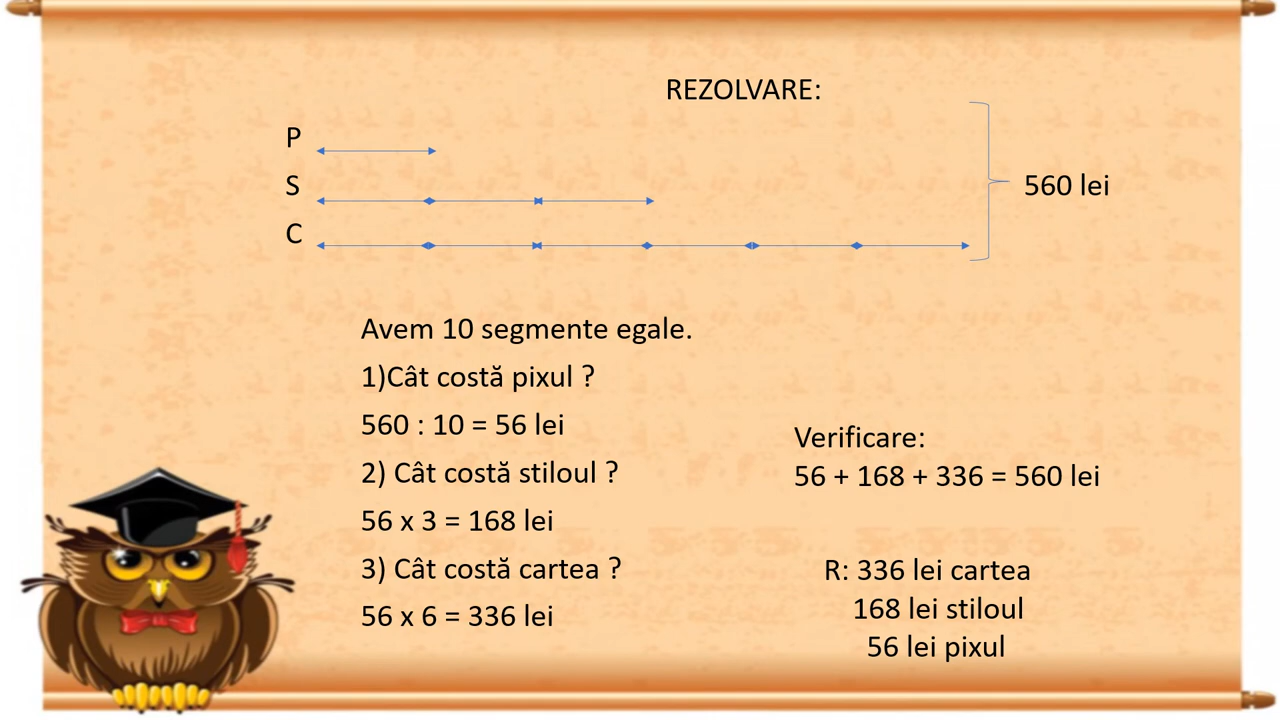 REZOLVARE:
P
S
C
560 lei
Avem 10 segmente egale.
1)Cât costă pixul ?
560 : 10 = 56 lei
2) Cât costă stiloul ?
56 x 3 = 168 lei
3) Cât costă cartea ?
56 x 6 = 336 lei
Verificare:
56 + 168 + 336 = 560 lei
R: 336 lei cartea
168 lei stiloul
56 lei pixul